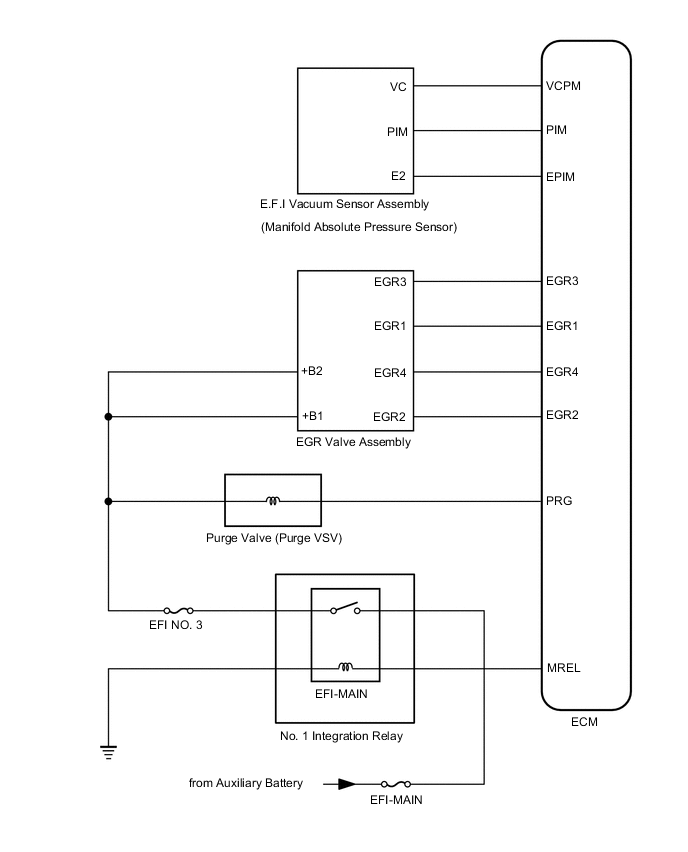 VC
VCPM
PIM
PIM
E2
EPIM
E.F.I Vacuum Sensor Assembly
(Manifold Absolute Pressure Sensor)
EGR3
EGR3
EGR1
EGR1
+B2
EGR4
EGR4
+B1
EGR2
EGR2
EGR Valve Assembly
PRG
Purge Valve (Purge VSV)
EFI NO. 3
MREL
EFI-MAIN
ECM
No. 1 Integration Relay
from Auxiliary Battery
EFI-MAIN